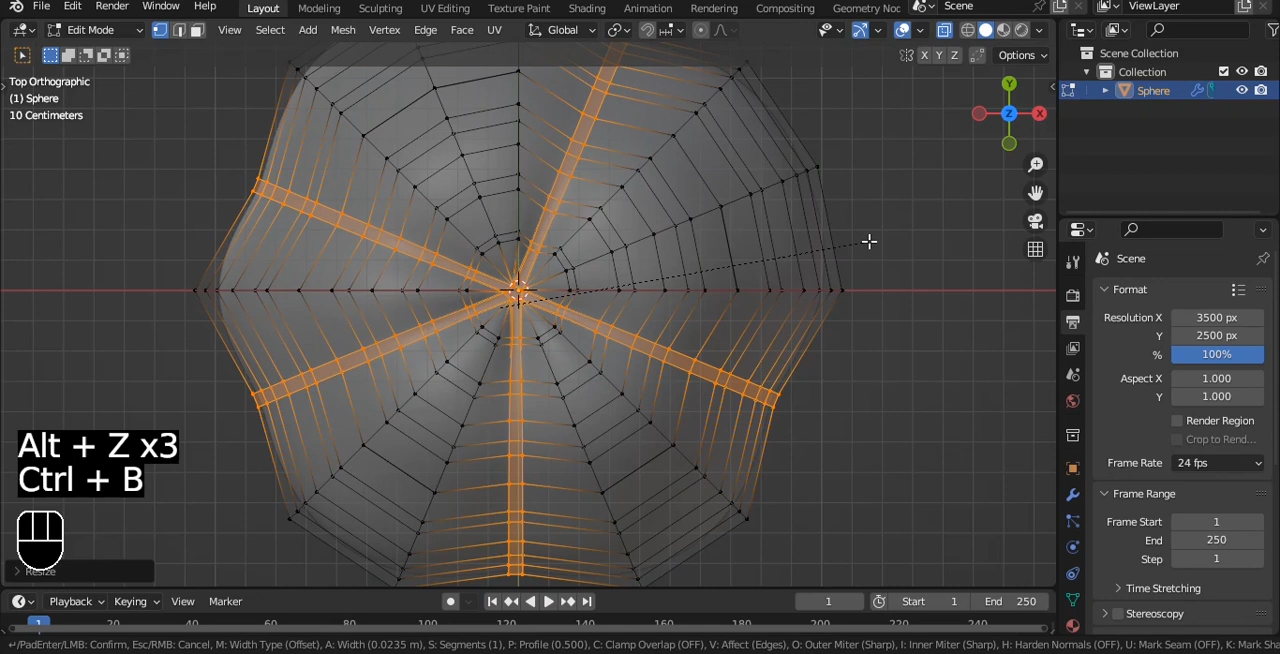 File Edit Render Window Help Layout Modeling Sculpting UV Editing Texture Paint Shading Animation Rendering Compositing Geometry Noc Scene ViewLayer
Edit Mode View Select Add Mesh Vertex Edge Face UV Global
X Y Z Options
Top Orthographic
(1) Sphere
10 Centimeters
Y
Z
X
Scene Collection
Collection
Sphere
Scene
Format
Resolution X 3500 px
Y 2500 px
% 100%
Aspect X 1.000
Y 1.000
Render Region
Crop to Rend...
Frame Rate 24 fps
Frame Range
Frame Start 1
End 250
Step 1
Time Stretching
Stereoscopy
Alt + Z x3
Ctrl + B
Resize
Playback Keying View Marker 1 Start 1 End 250
1 20 40 60 80 100 120 140 160 180 200 220 240
↵/PadEnter/LMB: Confirm, Esc/RMB: Cancel, M: Width Type (Offset), A: Width (0.0235 m), S: Segments (1), P: Profile (0.500), C: Clamp Overlap (OFF), V: Affect (Edges), O: Outer Miter (Sharp), I: Inner Miter (Sharp), H: Harden Normals (OFF), U: Mark Seam (OFF), K: Mark Sha